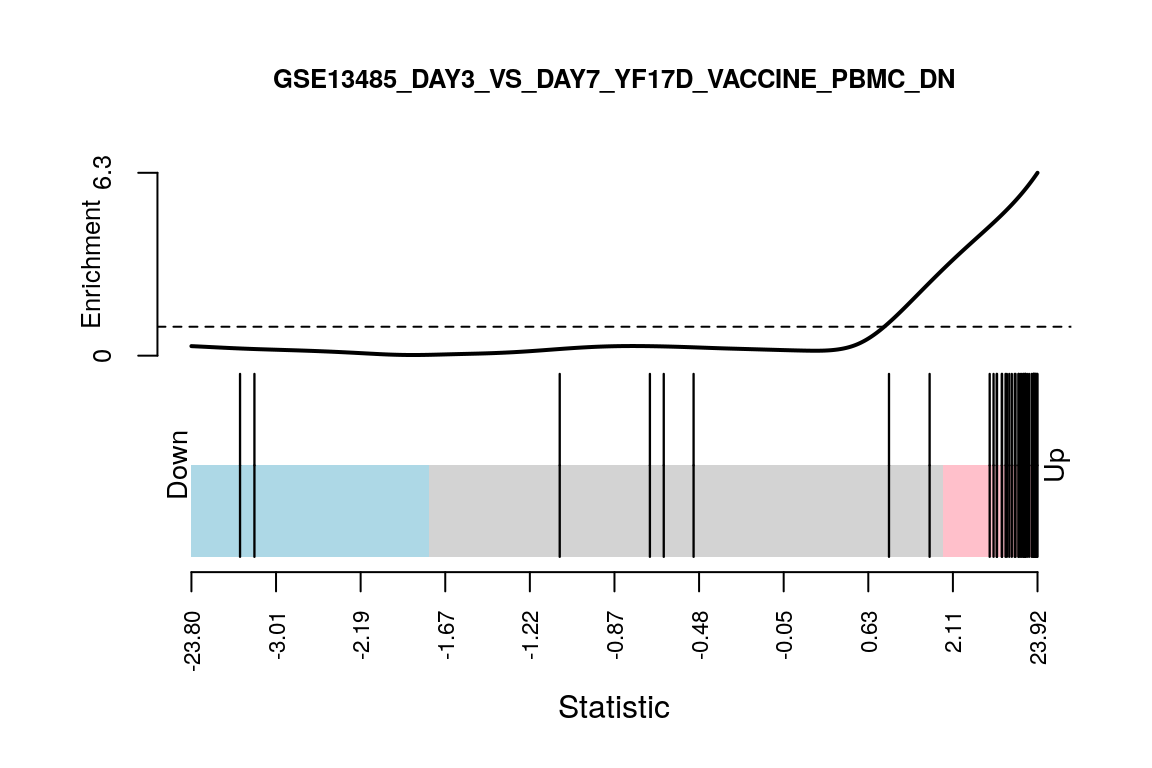 GSE13485_DAY3_VS_DAY7_YF17D_VACCINE_PBMC_DN
Enrichment
6.3
0
Down
Up
-23.80
-3.01
-2.19
-1.67
-1.22
-0.87
-0.48
-0.05
0.63
2.11
23.92
Statistic